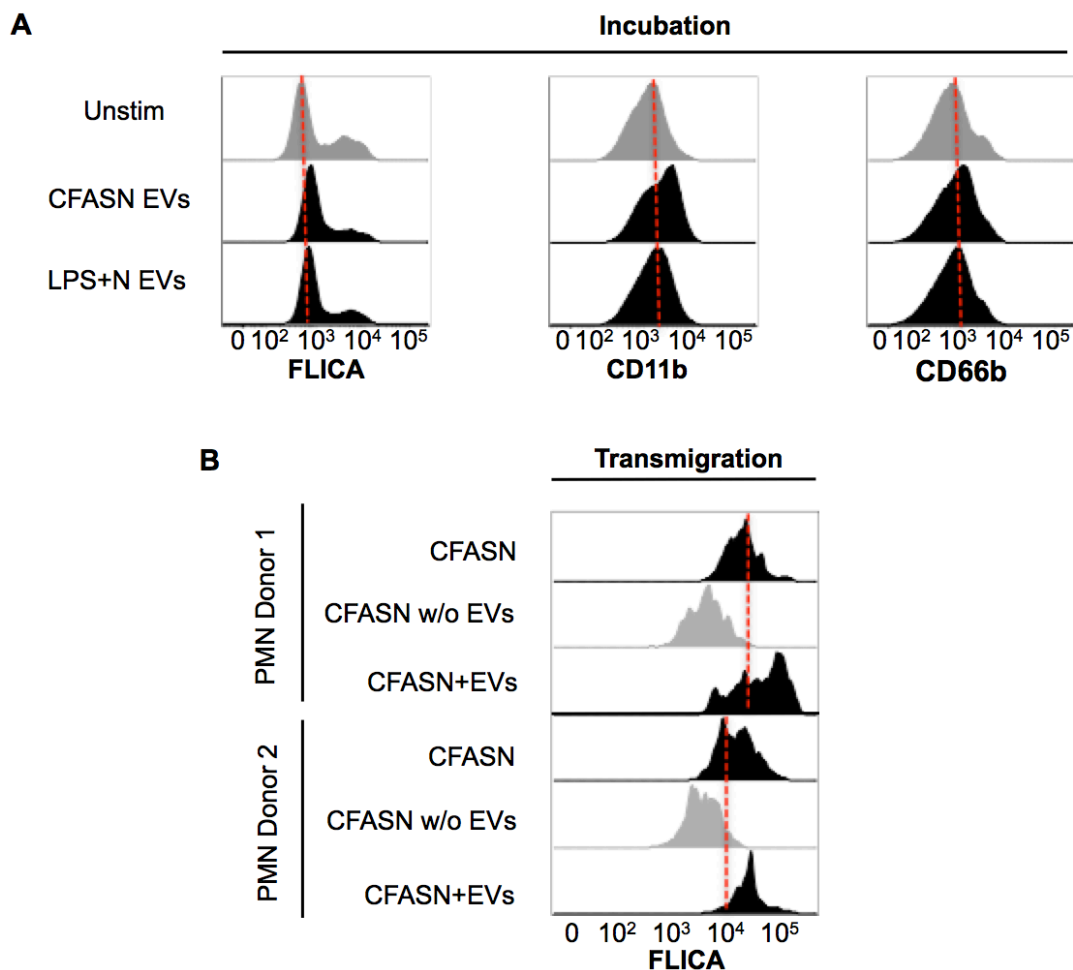 A
Incubation
Unstim
CFASN EVs
LPS+N EVs
0 10² 10³ 10⁴ 10⁵
FLICA
0 10² 10³ 10⁴ 10⁵
CD11b
0 10² 10³ 10⁴ 10⁵
CD66b
B
Transmigration
PMN Donor 1
CFASN
CFASN w/o EVs
CFASN+EVs
PMN Donor 2
CFASN
CFASN w/o EVs
CFASN+EVs
0 10² 10³ 10⁴ 10⁵
FLICA